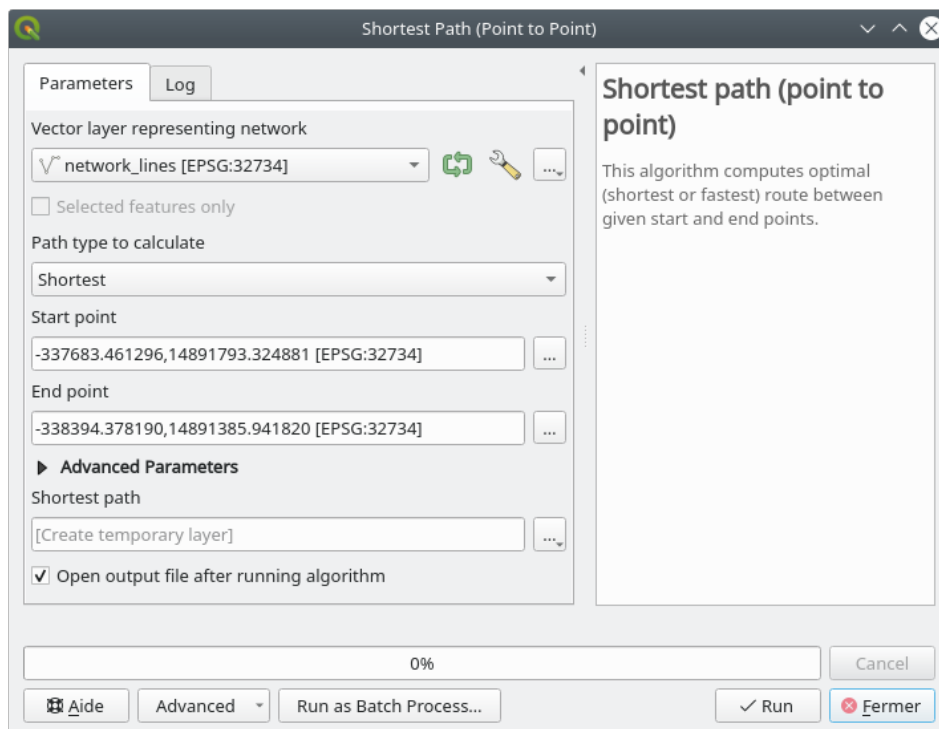 Shortest Path (Point to Point)
Parameters
Log
Vector layer representing network
network_lines [EPSG:32734]
...
Selected features only
Path type to calculate
Shortest
Start point
-337683.461296,14891793.324881 [EPSG:32734]
...
End point
-338394.378190,14891385.941820 [EPSG:32734]
...
Advanced Parameters
Shortest path
[Create temporary layer]
...
Open output file after running algorithm
Shortest path (point to
point)
This algorithm computes optimal
(shortest or fastest) route between
given start and end points.
0%
Cancel
Aide
Advanced
Run as Batch Process...
Run
Fermer